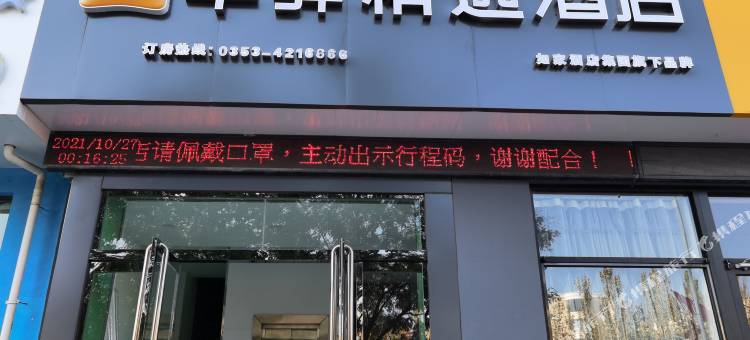 精选酒店
订房热线：0353-4216666
如家酒店集团旗下品牌
2021/10/27
00:16:25
请佩戴口罩，主动出示行程码，谢谢配合！ ！